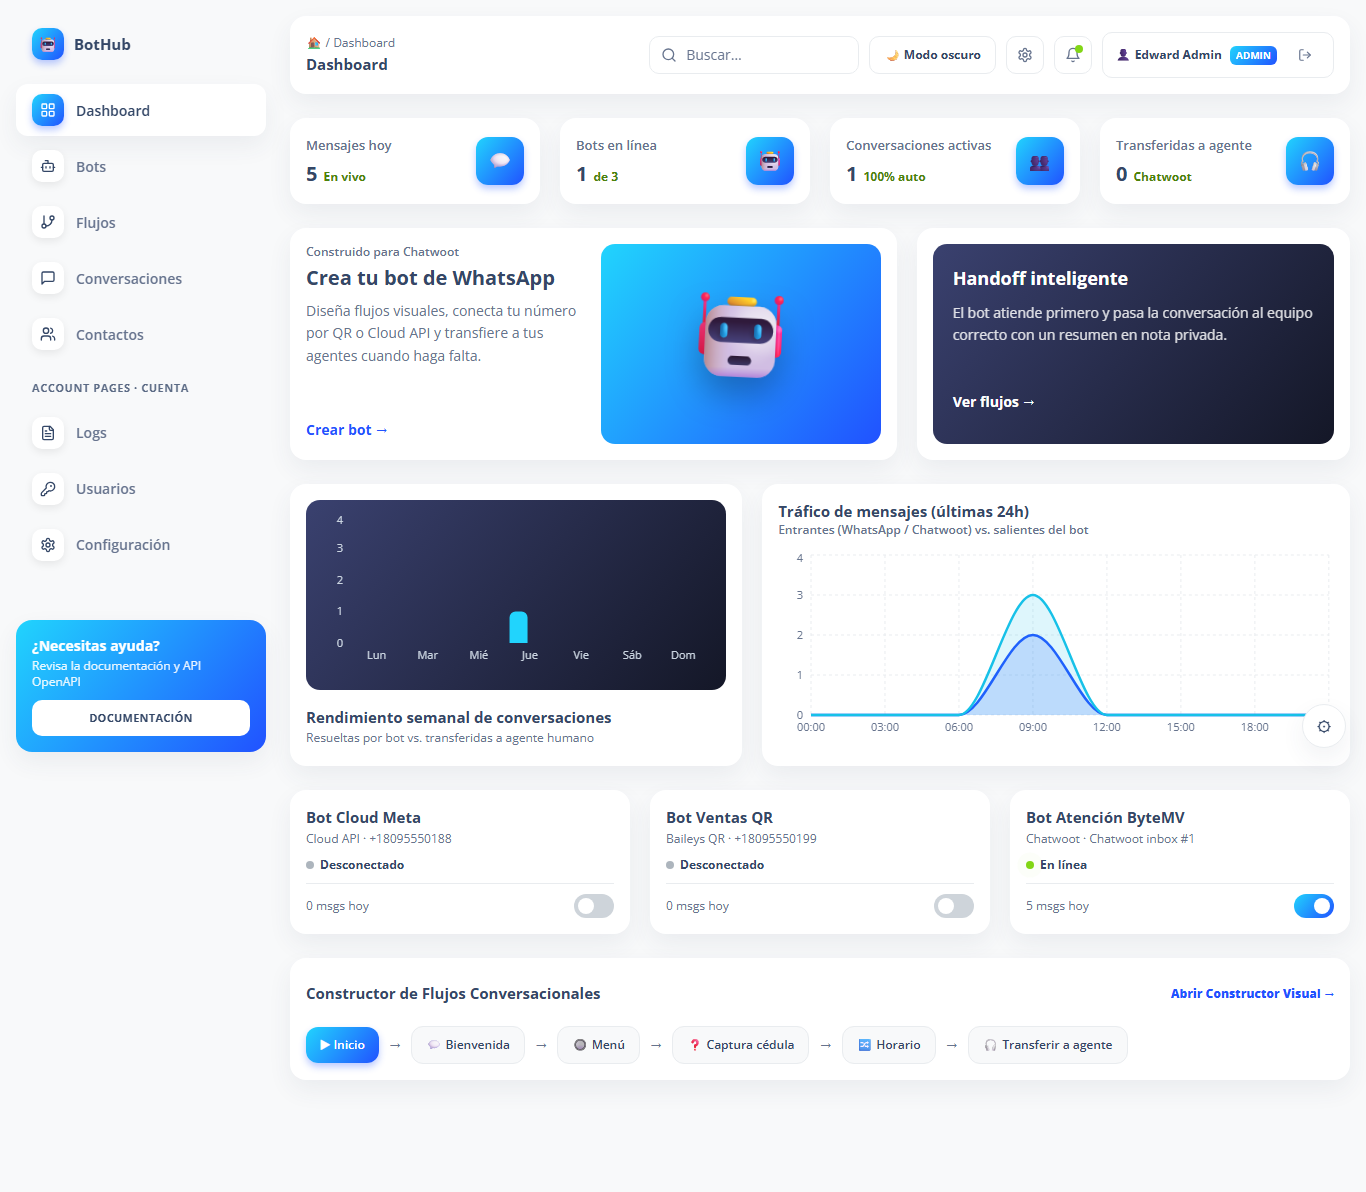 BotHub
Dashboard
Bots
Flujos
Conversaciones
Contactos
ACCOUNT PAGES · CUENTA
Logs
Usuarios
Configuración
¿Necesitas ayuda?
Revisa la documentación y API
OpenAPI
DOCUMENTACIÓN
/ Dashboard
Dashboard
Buscar...
Modo oscuro
Edward Admin ADMIN
Mensajes hoy
5 En vivo
Bots en línea
1 de 3
Conversaciones activas
1 100% auto
Transferidas a agente
0 Chatwoot
Construido para Chatwoot
Crea tu bot de WhatsApp
Diseña flujos visuales, conecta tu número
por QR o Cloud API y transfiere a tus
agentes cuando haga falta.
Crear bot →
Handoff inteligente
El bot atiende primero y pasa la conversación al equipo
correcto con un resumen en nota privada.
Ver flujos →
4
3
2
1
0
Lun Mar Mié Jue Vie Sáb Dom
Rendimiento semanal de conversaciones
Resueltas por bot vs. transferidas a agente humano
Tráfico de mensajes (últimas 24h)
Entrantes (WhatsApp / Chatwoot) vs. salientes del bot
4
3
2
1
0
00:00 03:00 06:00 09:00 12:00 15:00 18:00
Bot Cloud Meta
Cloud API · +18095550188
Desconectado
0 msgs hoy
Bot Ventas QR
Baileys QR · +18095550199
Desconectado
0 msgs hoy
Bot Atención ByteMV
Chatwoot · Chatwoot inbox #1
En línea
5 msgs hoy
Constructor de Flujos Conversacionales
Abrir Constructor Visual →
▶ Inicio → Bienvenida → Menú → Captura cédula → Horario → Transferir a agente